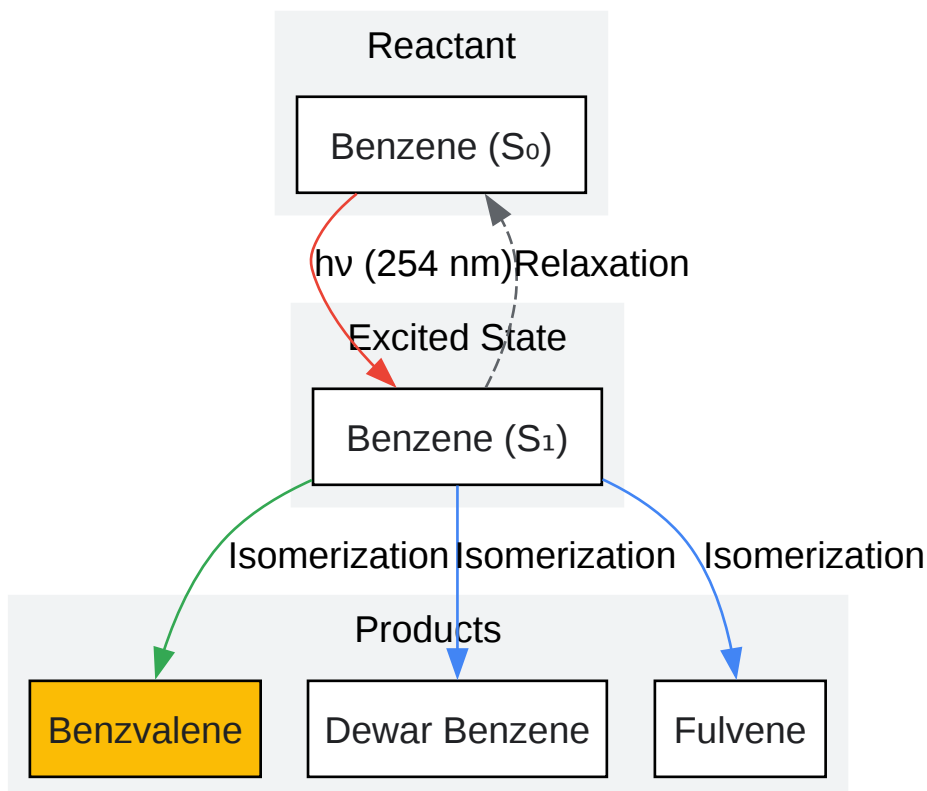 Reactant
Benzene (S₀)
hν (254 nm) Relaxation
Excited State
Benzene (S₁)
Isomerization Isomerization Isomerization
Products
Benzvalene Dewar Benzene Fulvene